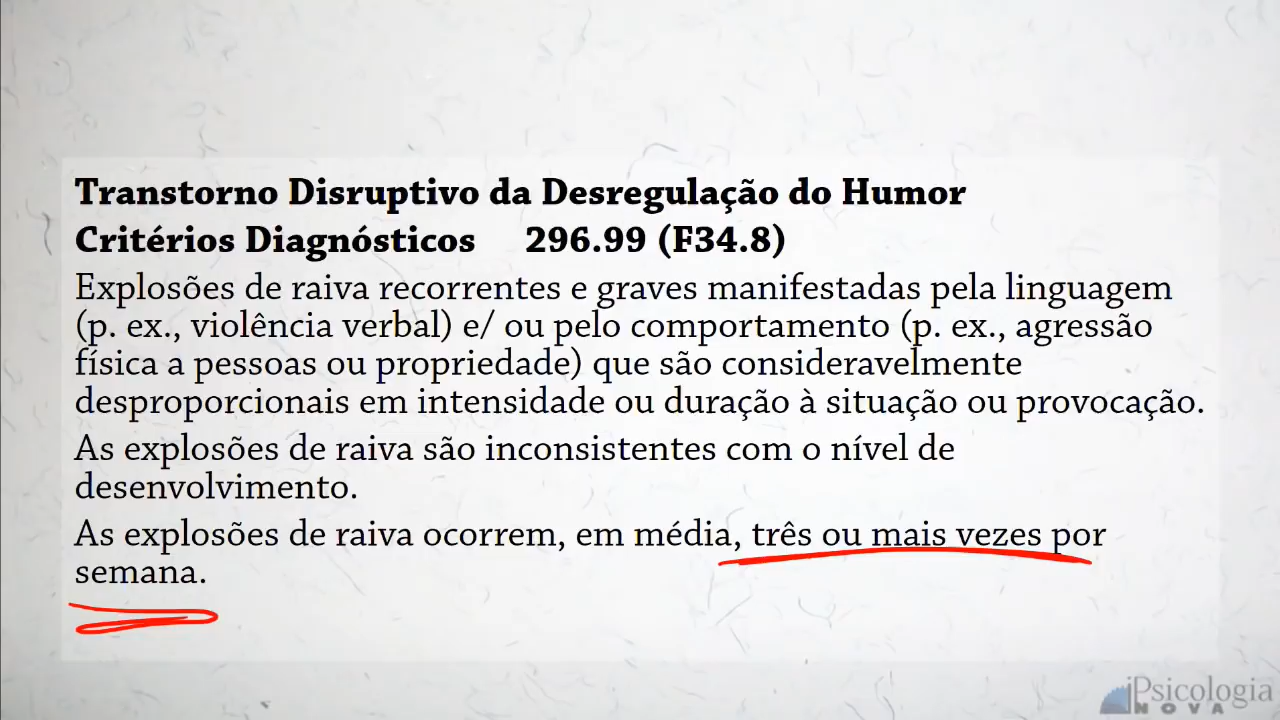 Transtorno Disruptivo da Desregulação do Humor
Critérios Diagnósticos 296.99 (F34.8)
Explosões de raiva recorrentes e graves manifestadas pela linguagem
(p. ex., violência verbal) e/ ou pelo comportamento (p. ex., agressão
física a pessoas ou propriedade) que são consideravelmente
desproporcionais em intensidade ou duração à situação ou provocação.
As explosões de raiva são inconsistentes com o nível de
desenvolvimento.
As explosões de raiva ocorrem, em média, três ou mais vezes por
semana.
Psicologia
NOVA